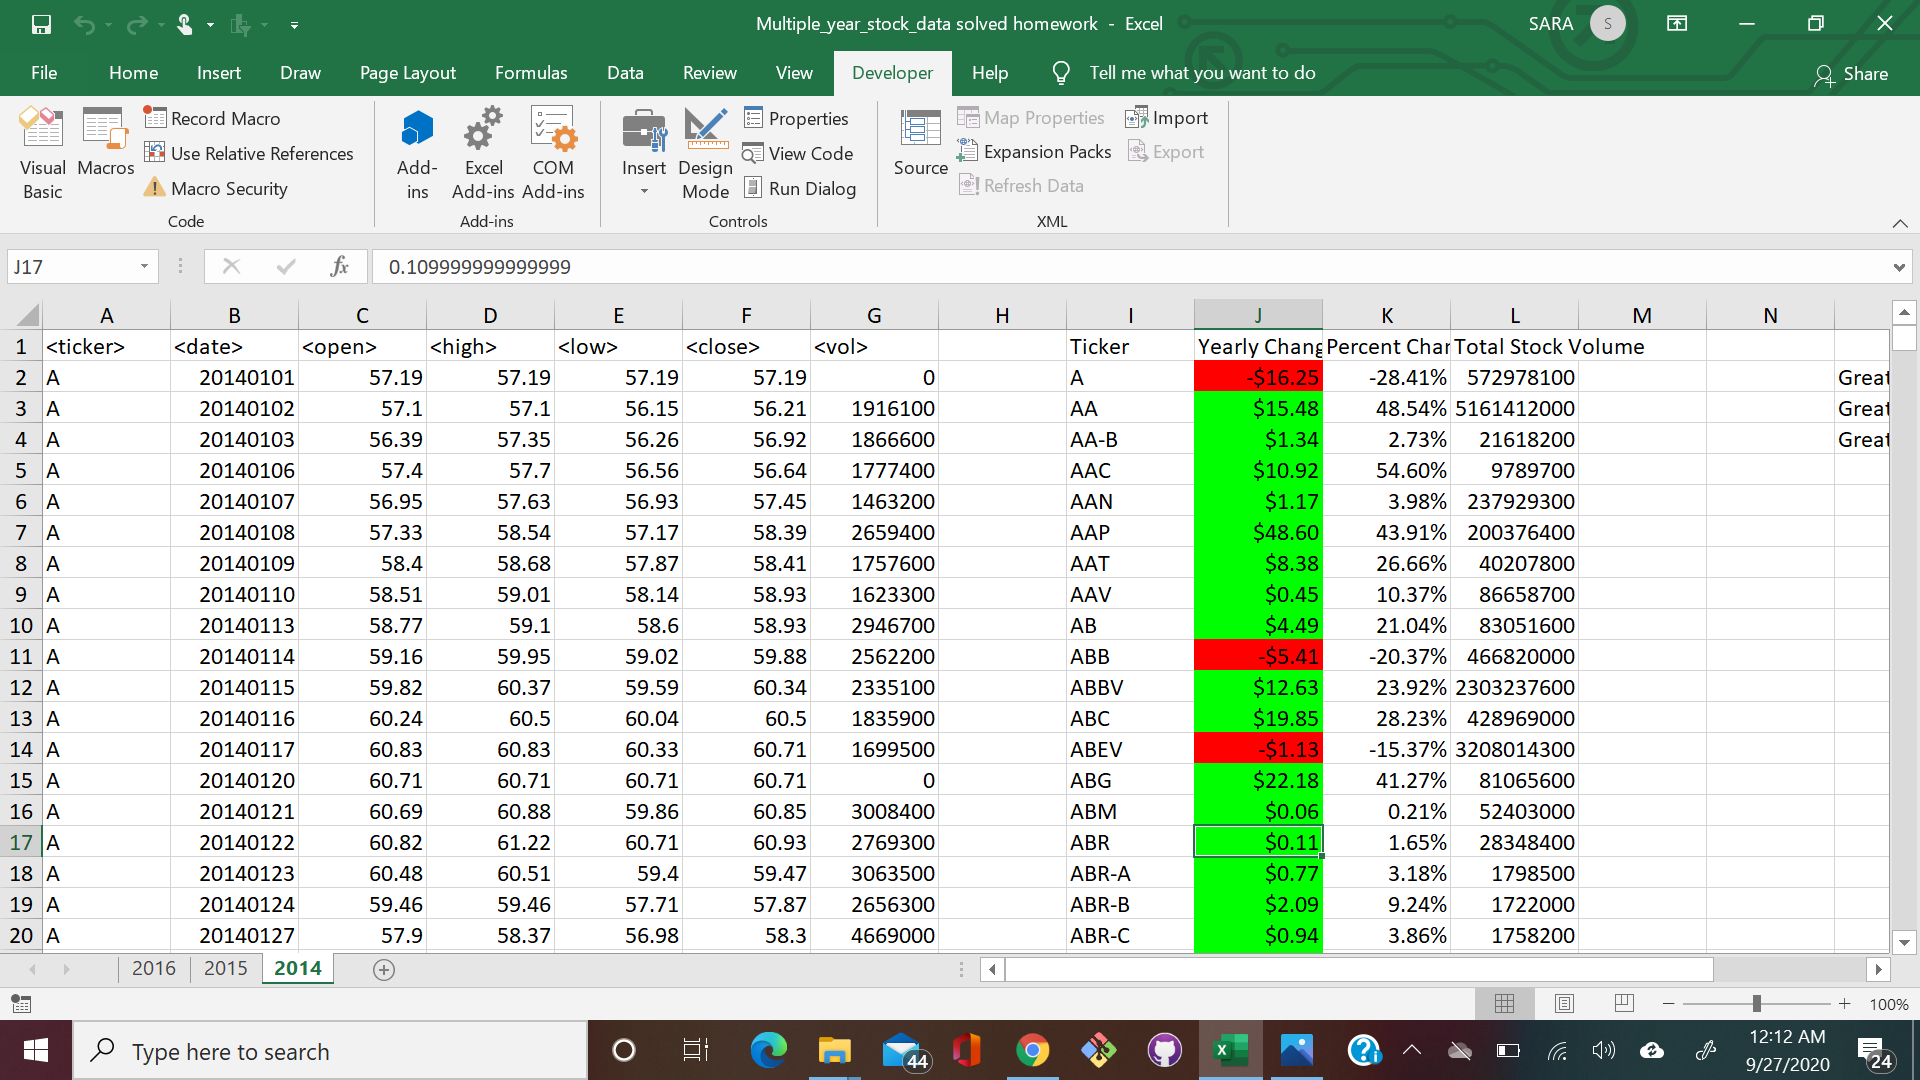 Multiple_year_stock_data solved homework - Excel
SARA S
File Home Insert Draw Page Layout Formulas Data Review View Developer Help Tell me what you want to do Share
Visual Basic
Macros
Record Macro
Use Relative References
Macro Security
Code
Add-ins
Excel Add-ins
COM Add-ins
Add-ins
Insert
Design Mode
Properties
View Code
Run Dialog
Controls
Source
Map Properties
Expansion Packs
Refresh Data
Import
Export
XML
J17 fx 0.109999999999999
A B C D E F G H I J K L M N
1 <ticker> <date> <open> <high> <low> <close> <vol> Ticker Yearly Chang Percent Char Total Stock Volume
2 A 20140101 57.19 57.19 57.19 57.19 0 A -$16.25 -28.41% 572978100 Great
3 A 20140102 57.1 57.1 56.15 56.21 1916100 AA $15.48 48.54% 5161412000 Great
4 A 20140103 56.39 57.35 56.26 56.92 1866600 AA-B $1.34 2.73% 21618200 Great
5 A 20140106 57.4 57.7 56.56 56.64 1777400 AAC $10.92 54.60% 9789700
6 A 20140107 56.95 57.63 56.93 57.45 1463200 AAN $1.17 3.98% 237929300
7 A 20140108 57.33 58.54 57.17 58.39 2659400 AAP $48.60 43.91% 200376400
8 A 20140109 58.4 58.68 57.87 58.41 1757600 AAT $8.38 26.66% 40207800
9 A 20140110 58.51 59.01 58.14 58.93 1623300 AAV $0.45 10.37% 86658700
10 A 20140113 58.77 59.1 58.6 58.93 2946700 AB $4.49 21.04% 83051600
11 A 20140114 59.16 59.95 59.02 59.88 2562200 ABB -$5.41 -20.37% 466820000
12 A 20140115 59.82 60.37 59.59 60.34 2335100 ABBV $12.63 23.92% 2303237600
13 A 20140116 60.24 60.5 60.04 60.5 1835900 ABC $19.85 28.23% 428969000
14 A 20140117 60.83 60.83 60.33 60.71 1699500 ABEV -$1.13 -15.37% 3208014300
15 A 20140120 60.71 60.71 60.71 60.71 0 ABG $22.18 41.27% 81065600
16 A 20140121 60.69 60.88 59.86 60.85 3008400 ABM $0.06 0.21% 52403000
17 A 20140122 60.82 61.22 60.71 60.93 2769300 ABR $0.11 1.65% 28348400
18 A 20140123 60.48 60.51 59.4 59.47 3063500 ABR-A $0.77 3.18% 1798500
19 A 20140124 59.46 59.46 57.71 57.87 2656300 ABR-B $2.09 9.24% 1722000
20 A 20140127 57.9 58.37 56.98 58.3 4669000 ABR-C $0.94 3.86% 1758200
2016 2015 2014
100%
Type here to search
44
12:12 AM
9/27/2020
24